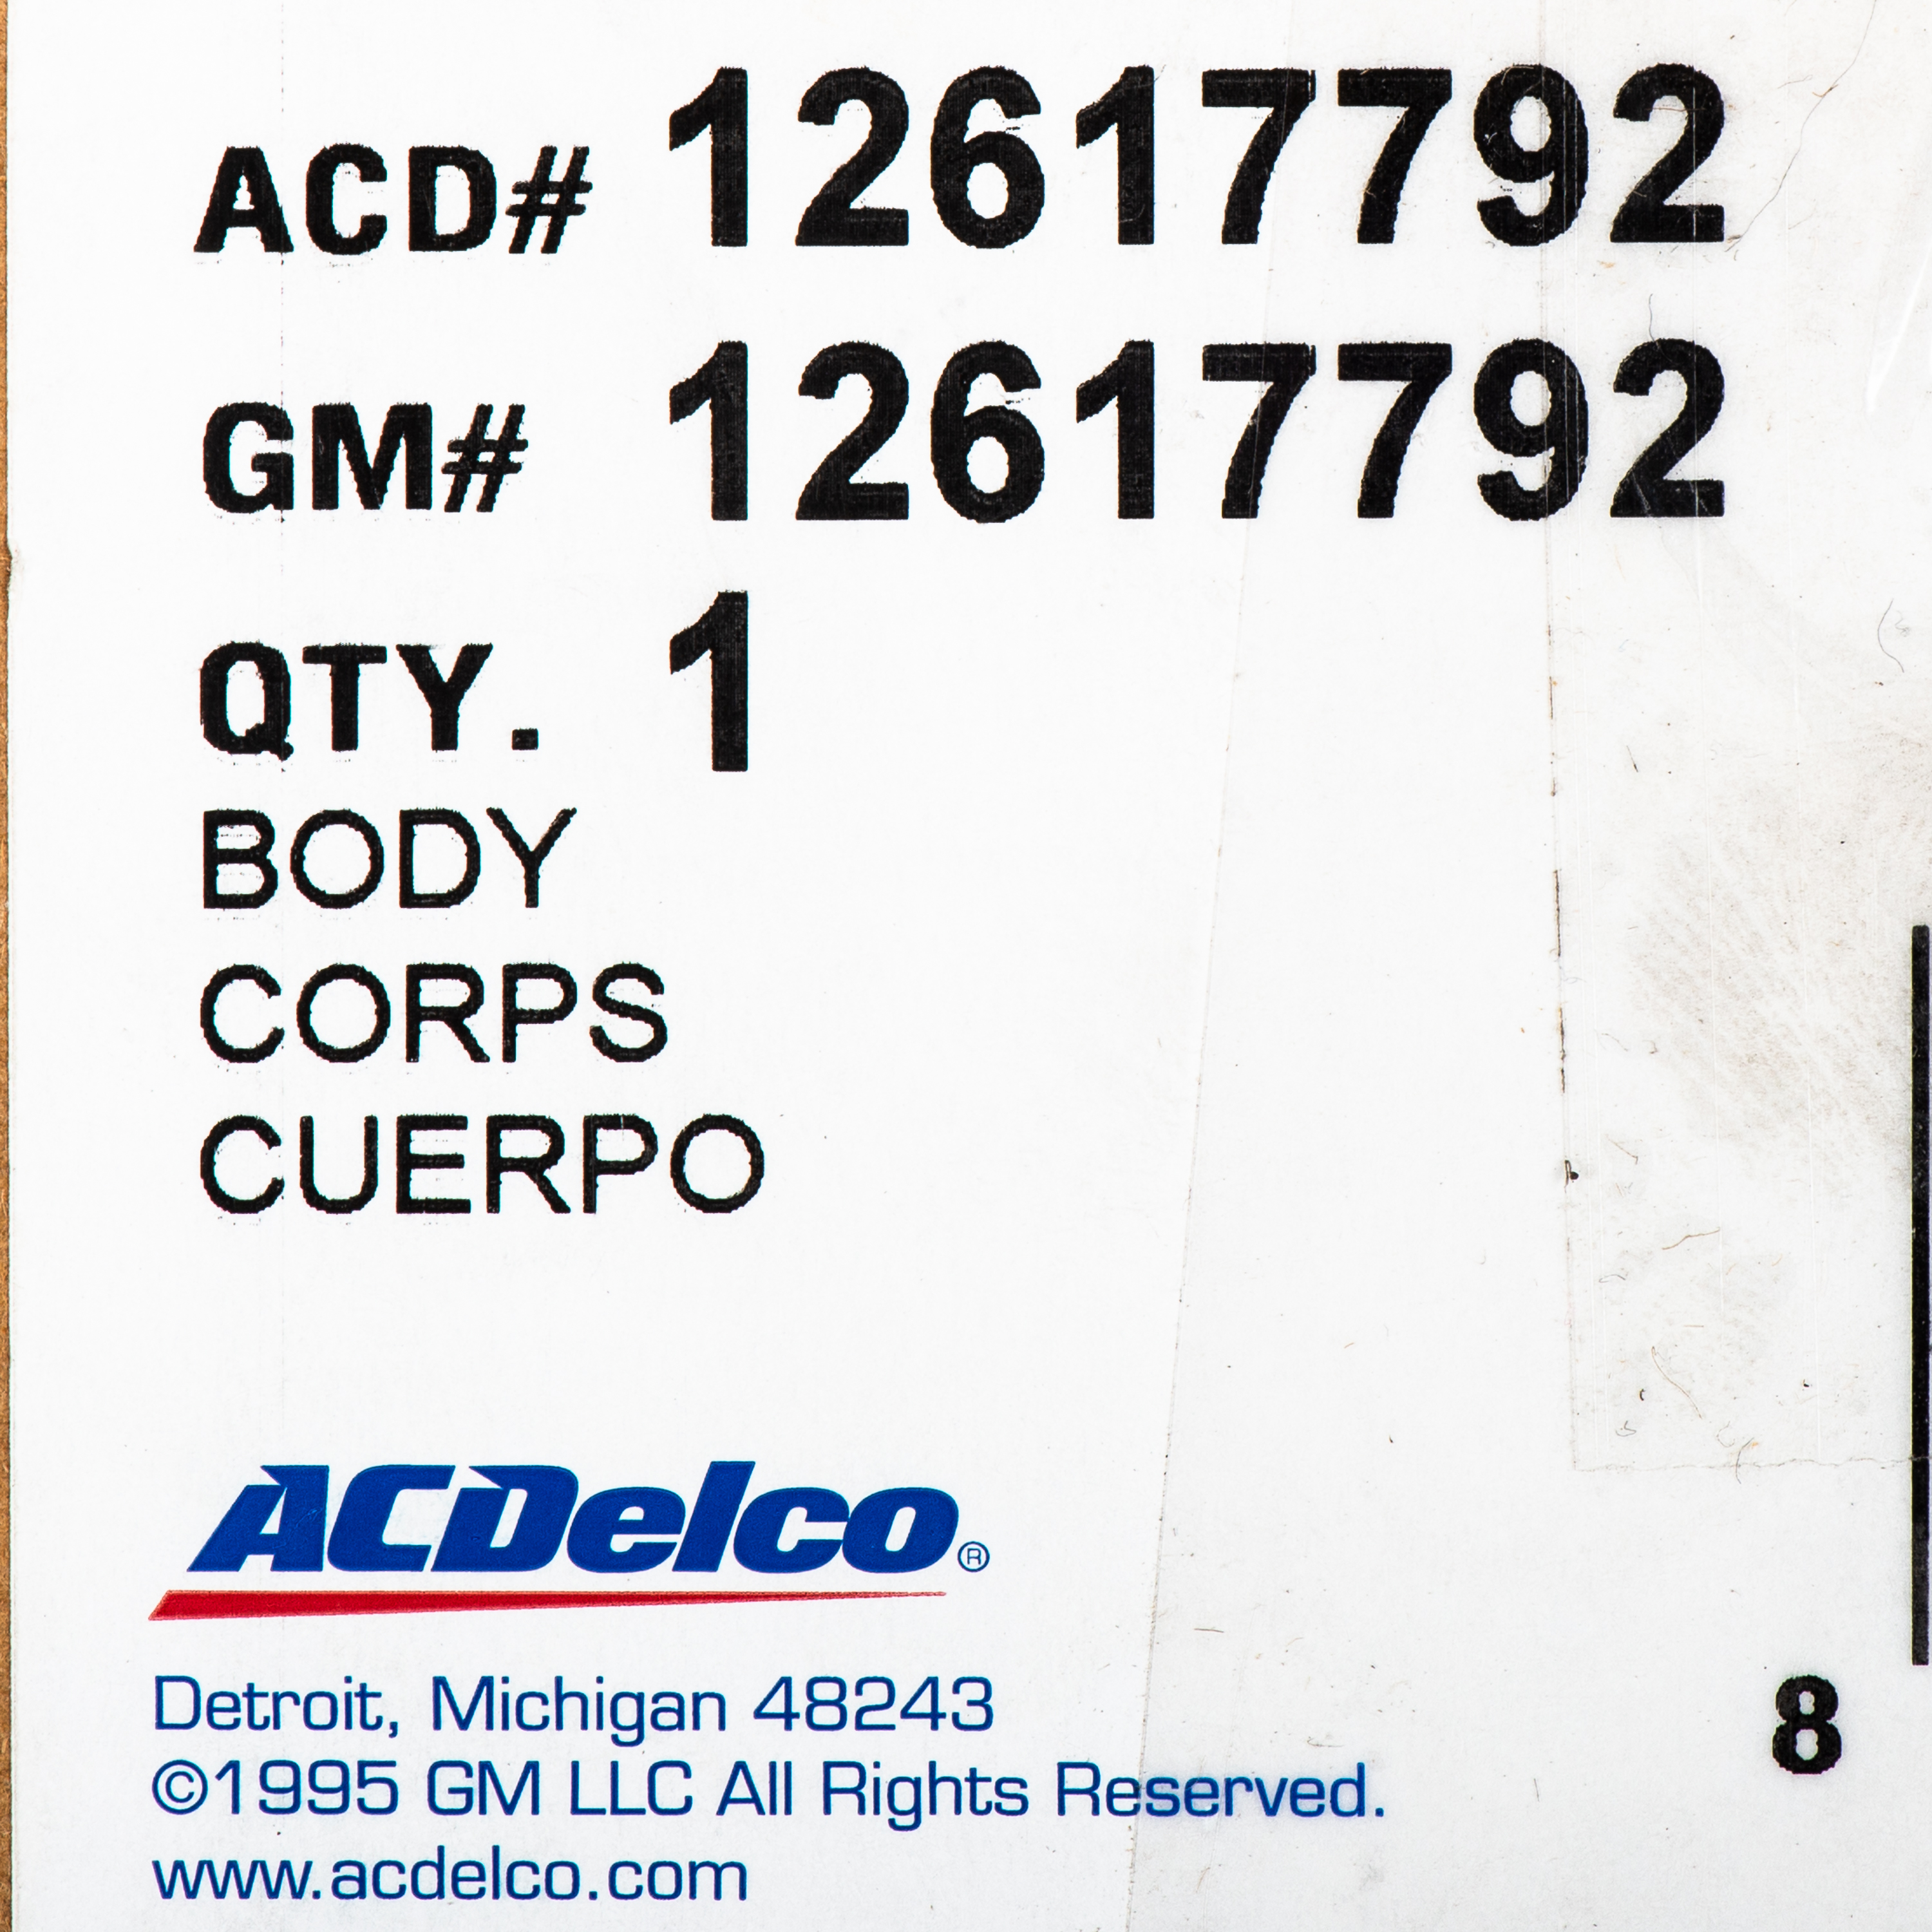 ACD# 12617792
GM# 12617792
QTY. 1
BODY
CORPS
CUERPO
ACDelco®
Detroit, Michigan 48243
8
©1995 GM LLC All Rights Reserved.
www.acdelco.com